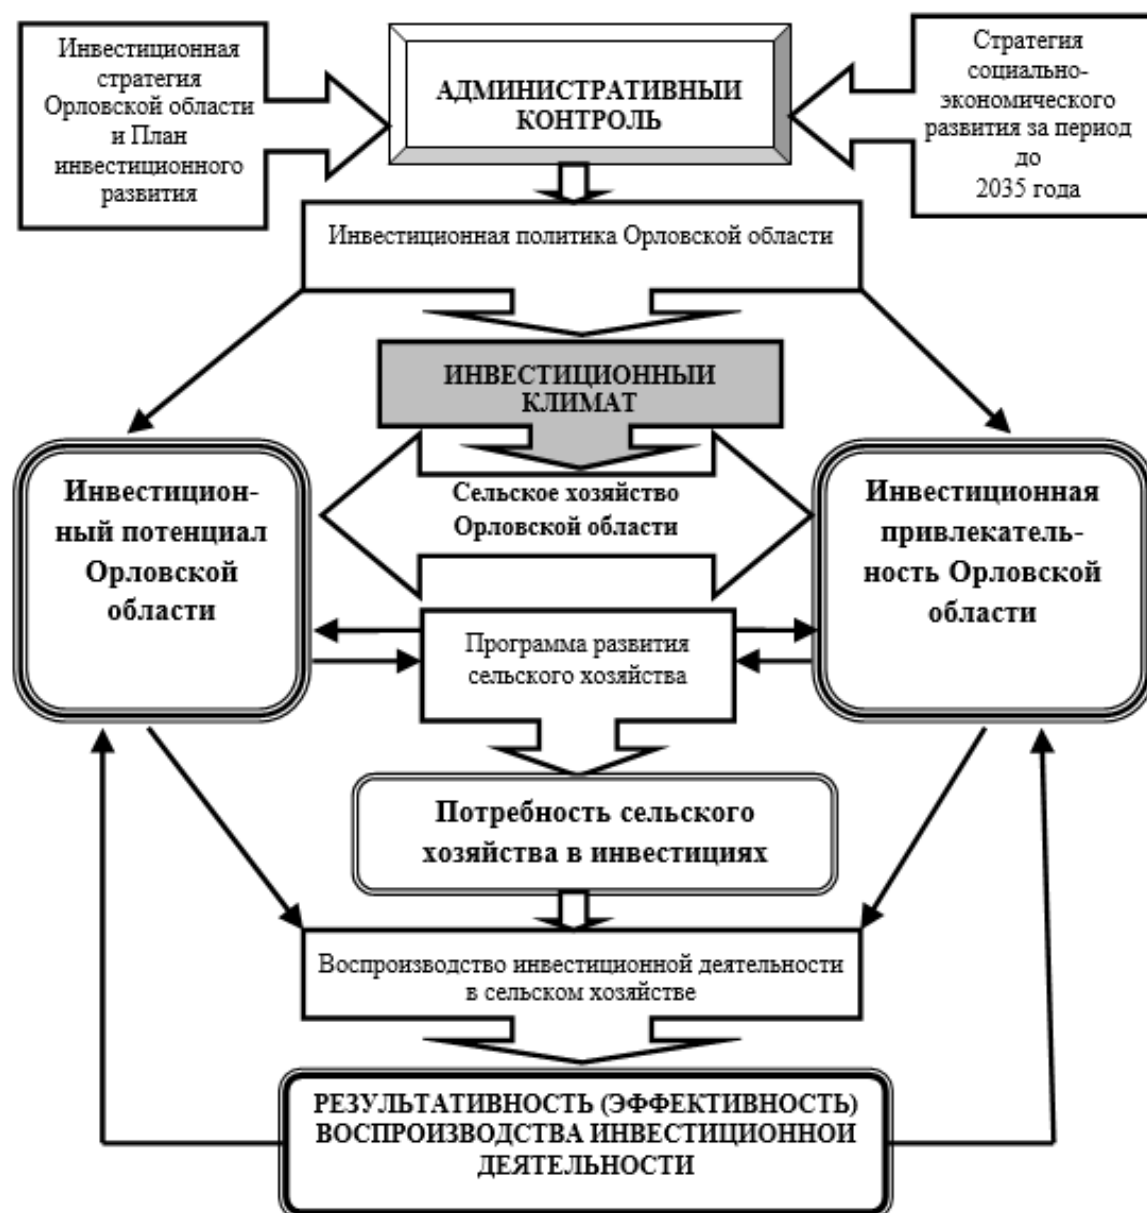 Инвестиционная
стратегия
Орловской области
и План
инвестиционного
развития
АДМИНИСТРАТИВНЫЙ
КОНТРОЛЬ
Стратегия
социально-
экономического
развития за период
до
2035 года
Инвестиционная политика Орловской области
ИНВЕСТИЦИОННЫЙ
КЛИМАТ
Инвестицион-
ный потенциал
Орловской
области
Сельское хозяйство
Орловской области
Инвестиционная
привлекатель-
ность Орловской
области
Программа развития
сельского хозяйства
Потребность сельского
хозяйства в инвестициях
Воспроизводство инвестиционной деятельности
в сельском хозяйстве
РЕЗУЛЬТАТИВНОСТЬ (ЭФФЕКТИВНОСТЬ)
ВОСПРОИЗВОДСТВА ИНВЕСТИЦИОННОЙ
ДЕЯТЕЛЬНОСТИ